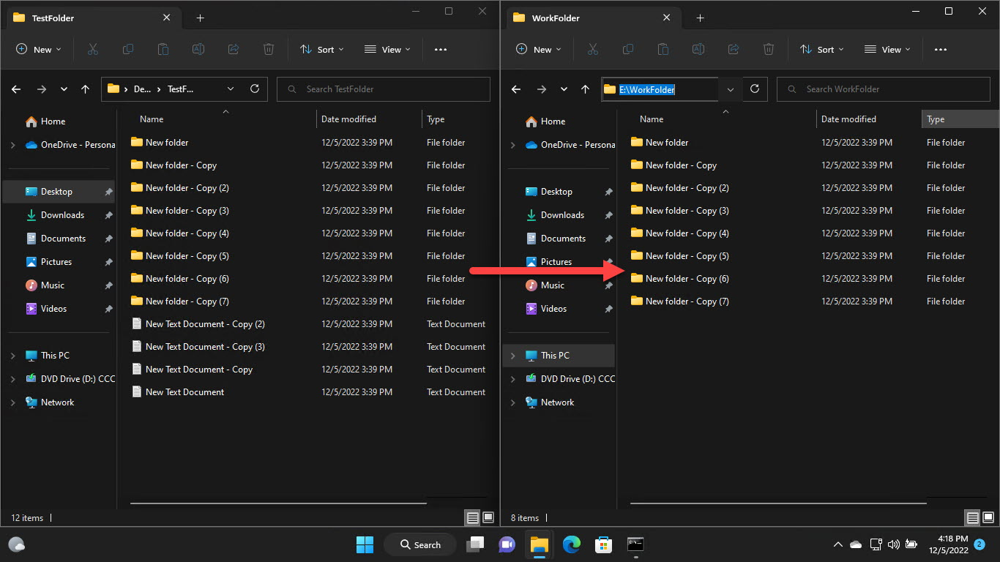 TestFolder
New
Sort
View
De...
TestF...
Search TestFolder
Home
OneDrive - Persona
Desktop
Downloads
Documents
Pictures
Music
Videos
This PC
DVD Drive (D:) CCC
Network
Name Date modified Type
New folder 12/5/2022 3:39 PM File folder
New folder - Copy 12/5/2022 3:39 PM File folder
New folder - Copy (2) 12/5/2022 3:39 PM File folder
New folder - Copy (3) 12/5/2022 3:39 PM File folder
New folder - Copy (4) 12/5/2022 3:39 PM File folder
New folder - Copy (5) 12/5/2022 3:39 PM File folder
New folder - Copy (6) 12/5/2022 3:39 PM File folder
New folder - Copy (7) 12/5/2022 3:39 PM File folder
New Text Document - Copy (2) 12/5/2022 3:39 PM Text Document
New Text Document - Copy (3) 12/5/2022 3:39 PM Text Document
New Text Document - Copy 12/5/2022 3:39 PM Text Document
New Text Document 12/5/2022 3:39 PM Text Document
12 items
WorkFolder
New
Sort
View
E:\WorkFolder
Search WorkFolder
Home
OneDrive - Persona
Desktop
Downloads
Documents
Pictures
Music
Videos
This PC
DVD Drive (D:) CCC
Network
Name Date modified Type
New folder 12/5/2022 3:39 PM File folder
New folder - Copy 12/5/2022 3:39 PM File folder
New folder - Copy (2) 12/5/2022 3:39 PM File folder
New folder - Copy (3) 12/5/2022 3:39 PM File folder
New folder - Copy (4) 12/5/2022 3:39 PM File folder
New folder - Copy (5) 12/5/2022 3:39 PM File folder
New folder - Copy (6) 12/5/2022 3:39 PM File folder
New folder - Copy (7) 12/5/2022 3:39 PM File folder
8 items
Search
4:18 PM
12/5/2022
2